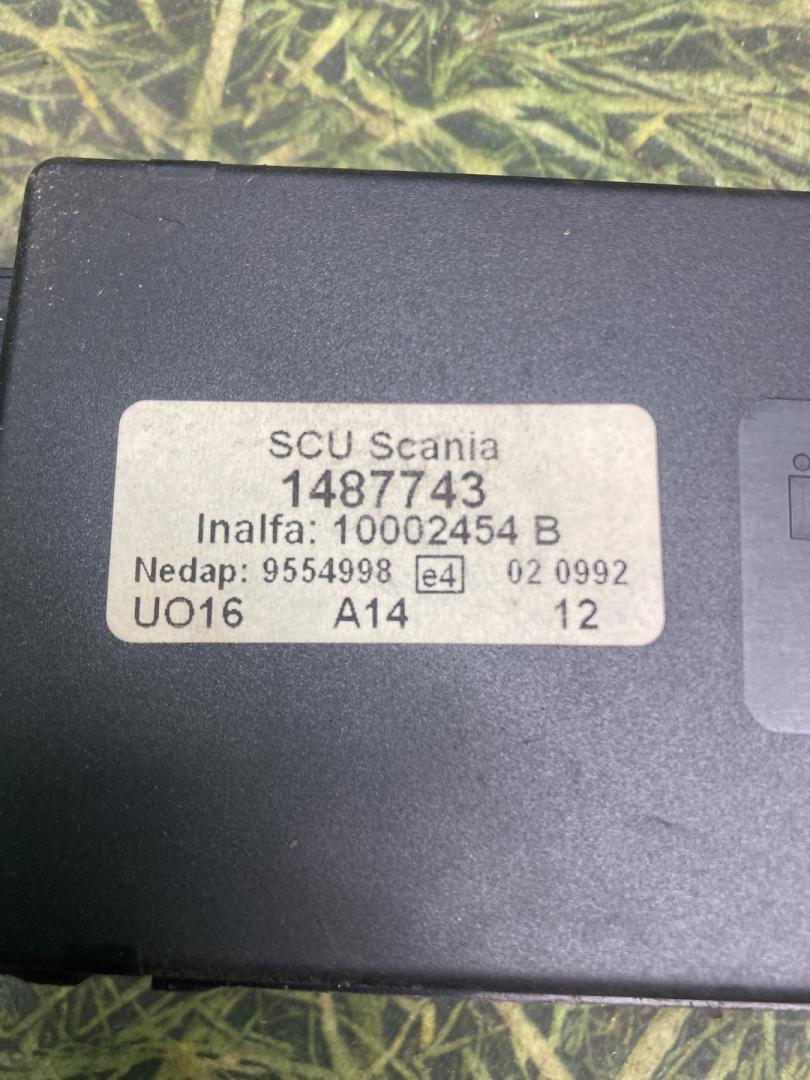 SCU Scania
1487743
Inalfa: 10002454 B
Nedap: 9554998 e4 02 0992
UO16 A14 12